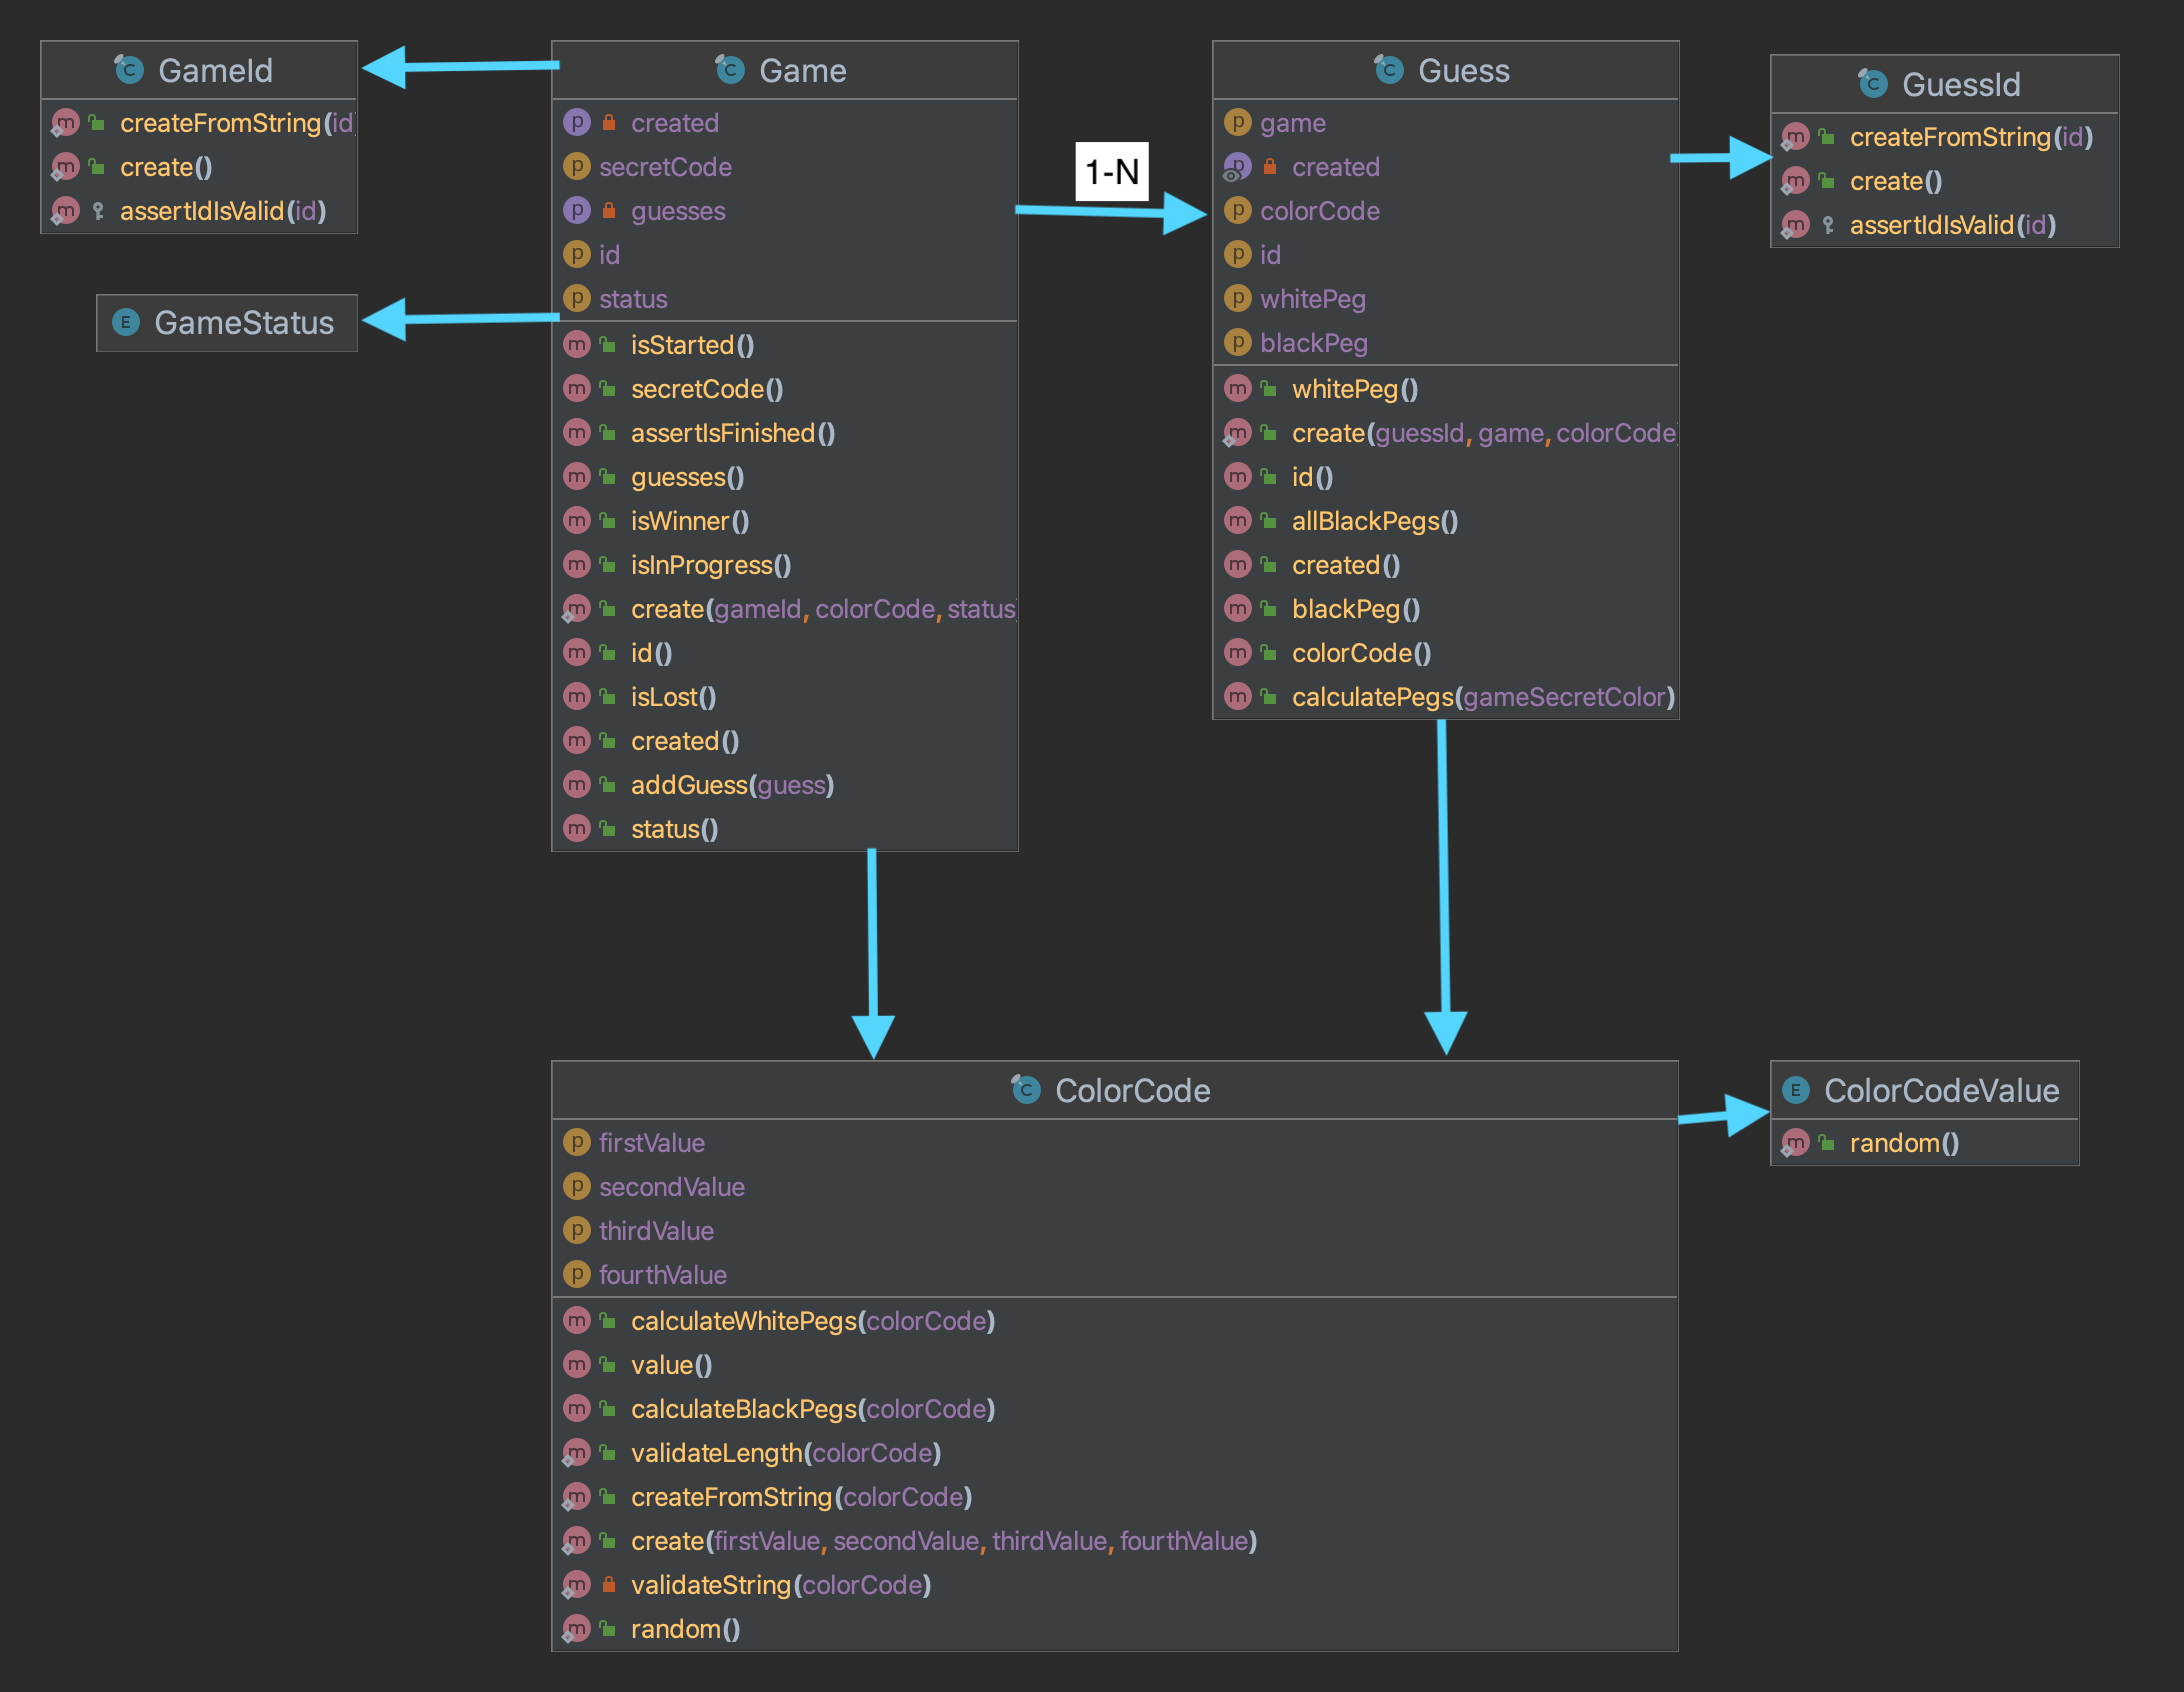 GameId
createFromString(id
create()
assertIdIsValid(id)
GameStatus
Game
created
secretCode
guesses
id
status
isStarted()
secretCode()
assertIsFinished()
guesses()
isWinner()
isInProgress()
create(gameId, colorCode, status
id()
isLost()
created()
addGuess(guess)
status()
1-N
Guess
game
created
colorCode
id
whitePeg
blackPeg
whitePeg()
create(guessId, game, colorCode
id()
allBlackPegs()
created()
blackPeg()
colorCode()
calculatePegs(gameSecretColor)
GuessId
createFromString(id)
create()
assertIdIsValid(id)
ColorCode
firstValue
secondValue
thirdValue
fourthValue
calculateWhitePegs(colorCode)
value()
calculateBlackPegs(colorCode)
validateLength(colorCode)
createFromString(colorCode)
create(firstValue, secondValue, thirdValue, fourthValue)
validateString(colorCode)
random()
ColorCodeValue
random()